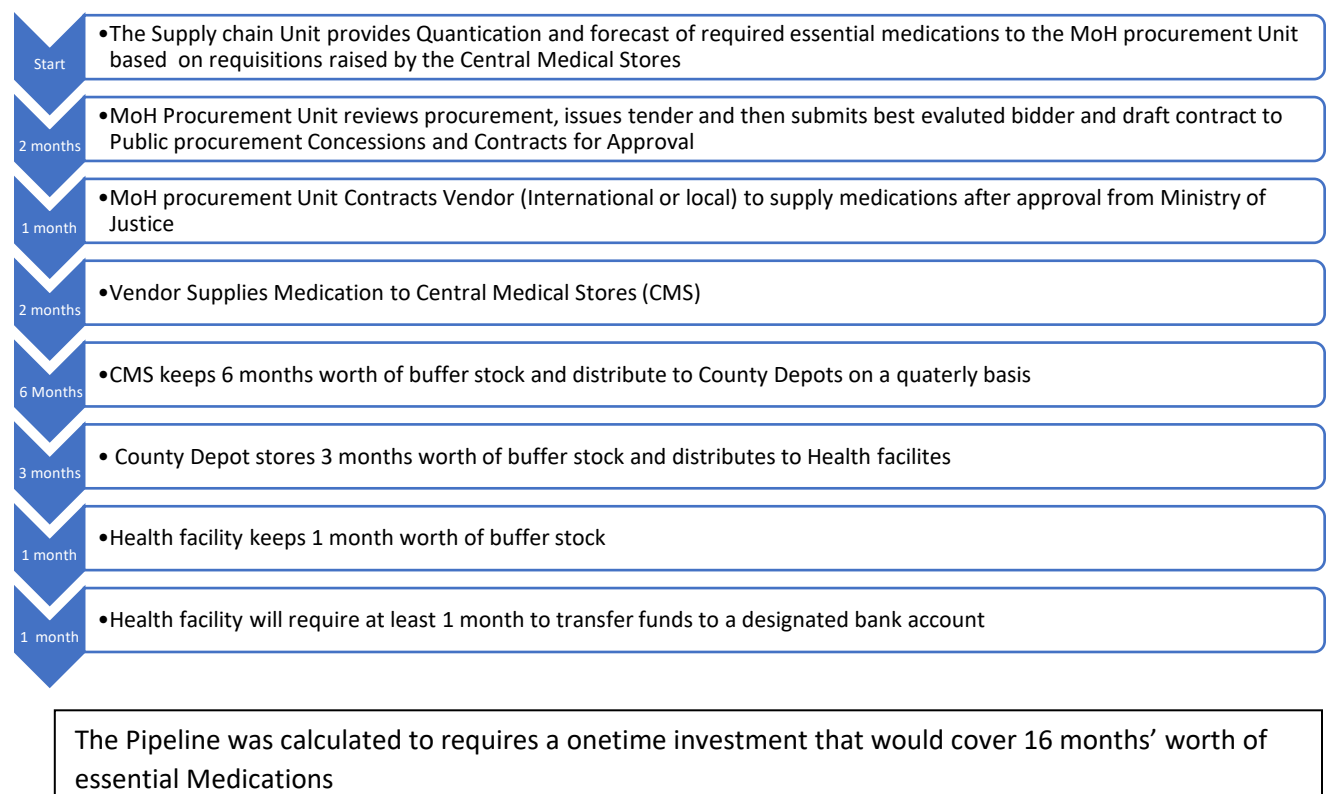 Start
•The Supply chain Unit provides Quantication and forecast of required essential medications to the MoH procurement Unit
based on requisitions raised by the Central Medical Stores
2 months
•MoH Procurement Unit reviews procurement, issues tender and then submits best evaluted bidder and draft contract to
Public procurement Concessions and Contracts for Approval
1 month
•MoH procurement Unit Contracts Vendor (International or local) to supply medications after approval from Ministry of
Justice
2 months
•Vendor Supplies Medication to Central Medical Stores (CMS)
6 Months
•CMS keeps 6 months worth of buffer stock and distribute to County Depots on a quaterly basis
3 months
• County Depot stores 3 months worth of buffer stock and distributes to Health facilites
1 month
•Health facility keeps 1 month worth of buffer stock
1 month
•Health facility will require at least 1 month to transfer funds to a designated bank account
The Pipeline was calculated to requires a onetime investment that would cover 16 months’ worth of
essential Medications